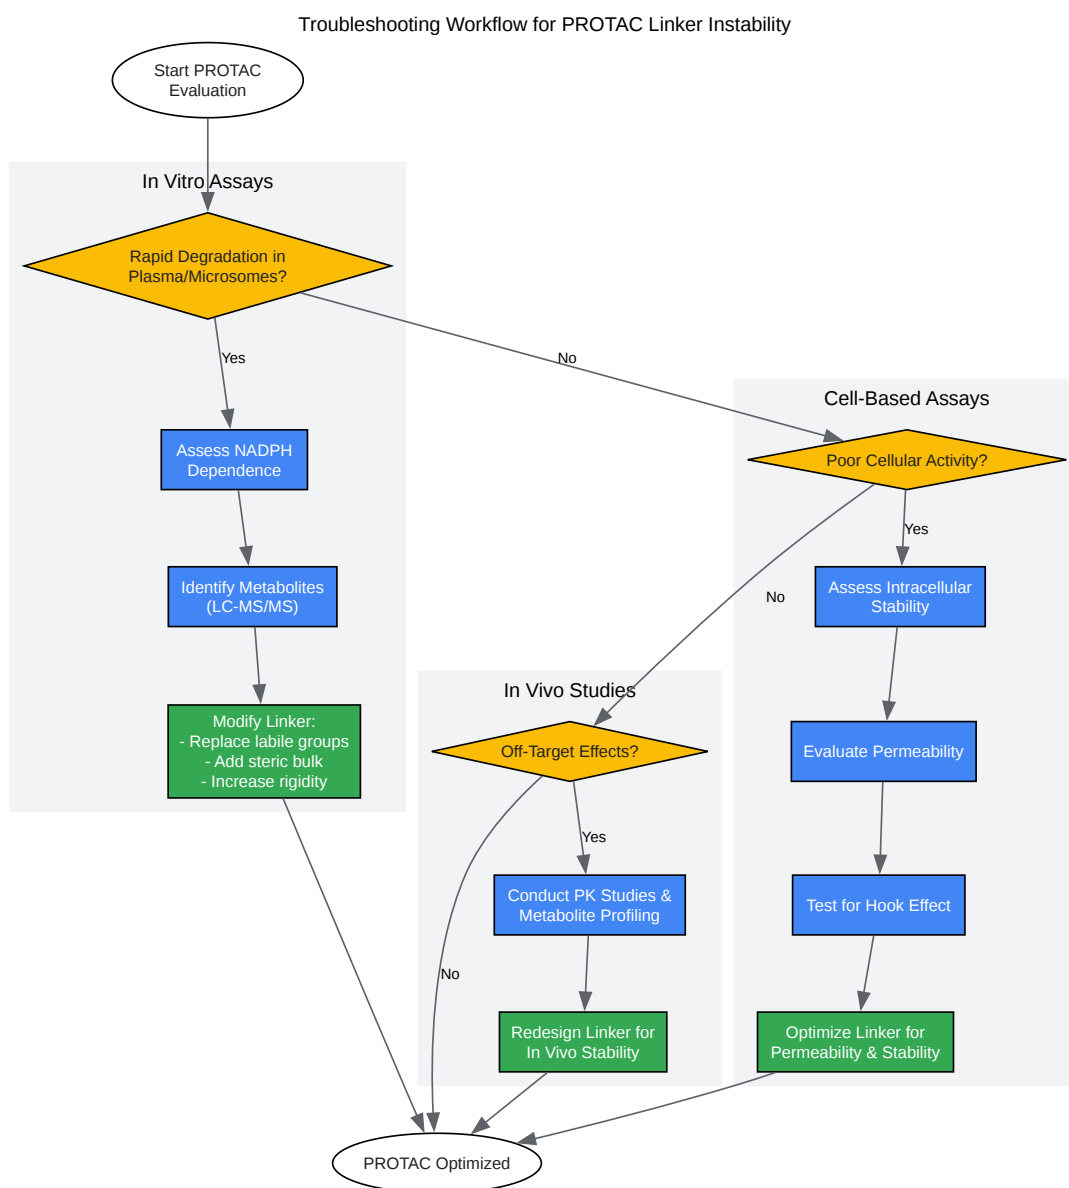 Troubleshooting Workflow for PROTAC Linker Instability
Start PROTAC
Evaluation
In Vitro Assays
Rapid Degradation in
Plasma/Microsomes?
Yes
No
Assess NADPH
Dependence
Identify Metabolites
(LC-MS/MS)
Modify Linker:
- Replace labile groups
- Add steric bulk
- Increase rigidity
Cell-Based Assays
Poor Cellular Activity?
Yes
No
Assess Intracellular
Stability
Evaluate Permeability
Test for Hook Effect
Optimize Linker for
Permeability & Stability
In Vivo Studies
Off-Target Effects?
Yes
No
Conduct PK Studies &
Metabolite Profiling
Redesign Linker for
In Vivo Stability
PROTAC Optimized